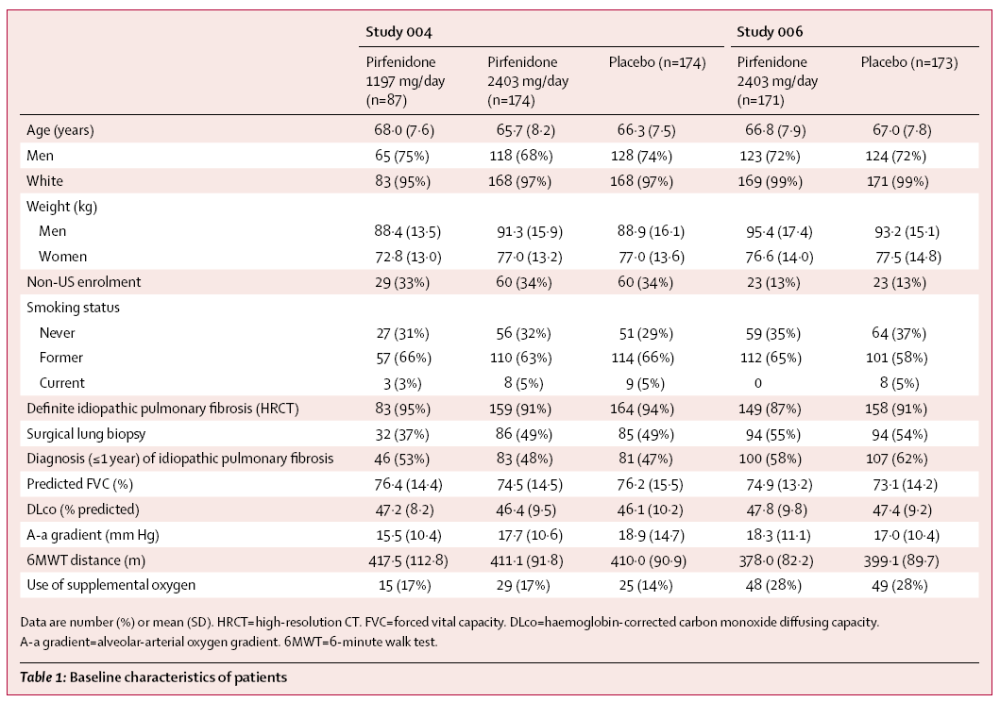 Study 004 Study 006
Pirfenidone Pirfenidone Placebo (n=174) Pirfenidone Placebo (n=173)
1197 mg/day 2403 mg/day 2403 mg/day
(n=87) (n=174) (n=171)
Age (years) 68·0 (7·6) 65·7 (8·2) 66·3 (7·5) 66·8 (7·9) 67·0 (7·8)
Men 65 (75%) 118 (68%) 128 (74%) 123 (72%) 124 (72%)
White 83 (95%) 168 (97%) 168 (97%) 169 (99%) 171 (99%)
Weight (kg)
Men 88·4 (13·5) 91·3 (15·9) 88·9 (16·1) 95·4 (17·4) 93·2 (15·1)
Women 72·8 (13·0) 77·0 (13·2) 77·0 (13·6) 76·6 (14·0) 77·5 (14·8)
Non-US enrolment 29 (33%) 60 (34%) 60 (34%) 23 (13%) 23 (13%)
Smoking status
Never 27 (31%) 56 (32%) 51 (29%) 59 (35%) 64 (37%)
Former 57 (66%) 110 (63%) 114 (66%) 112 (65%) 101 (58%)
Current 3 (3%) 8 (5%) 9 (5%) 0 8 (5%)
Definite idiopathic pulmonary fibrosis (HRCT) 83 (95%) 159 (91%) 164 (94%) 149 (87%) 158 (91%)
Surgical lung biopsy 32 (37%) 86 (49%) 85 (49%) 94 (55%) 94 (54%)
Diagnosis (≤1 year) of idiopathic pulmonary fibrosis 46 (53%) 83 (48%) 81 (47%) 100 (58%) 107 (62%)
Predicted FVC (%) 76·4 (14·4) 74·5 (14·5) 76·2 (15·5) 74·9 (13·2) 73·1 (14·2)
DLco (% predicted) 47·2 (8·2) 46·4 (9·5) 46·1 (10·2) 47·8 (9·8) 47·4 (9·2)
A-a gradient (mm Hg) 15·5 (10·4) 17·7 (10·6) 18·9 (14·7) 18·3 (11·1) 17·0 (10·4)
6MWT distance (m) 417·5 (112·8) 411·1 (91·8) 410·0 (90·9) 378·0 (82·2) 399·1 (89·7)
Use of supplemental oxygen 15 (17%) 29 (17%) 25 (14%) 48 (28%) 49 (28%)
Data are number (%) or mean (SD). HRCT=high-resolution CT. FVC=forced vital capacity. DLco=haemoglobin-corrected carbon monoxide diffusing capacity.
A-a gradient=alveolar-arterial oxygen gradient. 6MWT=6-minute walk test.
Table 1: Baseline characteristics of patients